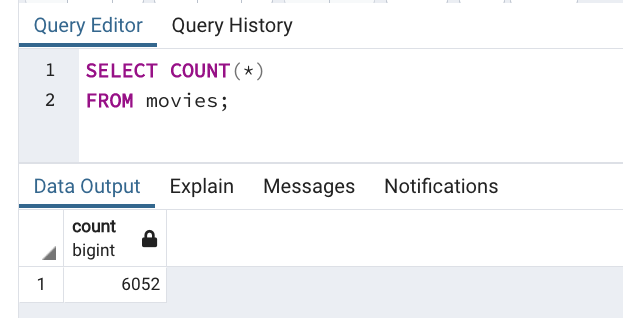 Query Editor Query History
1 SELECT COUNT(*)
2 FROM movies;
Data Output Explain Messages Notifications
count
bigint
1 6052